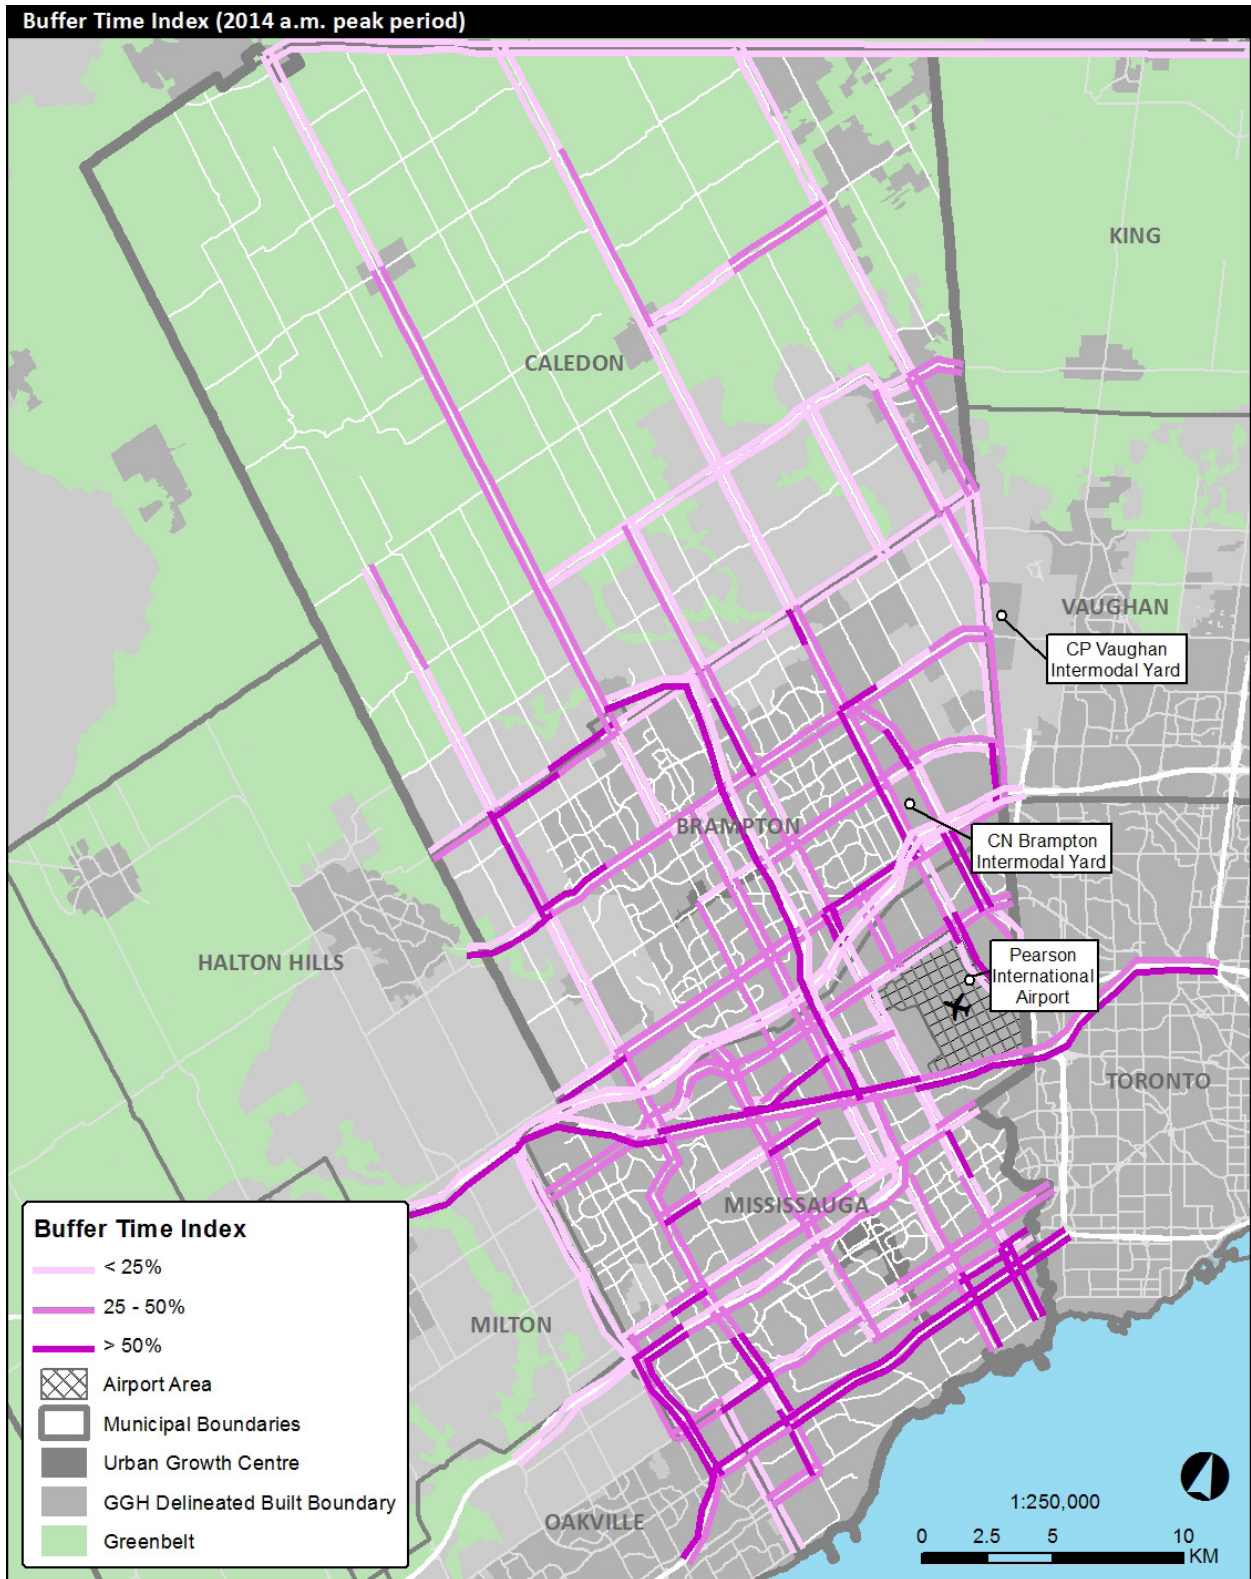 Buffer Time Index (2014 a.m. peak period)
KING
CALEDON
VAUGHAN
CP Vaughan
Intermodal Yard
BRAMPTON
CN Brampton
Intermodal Yard
HALTON HILLS
Pearson
International
Airport
TORONTO
MISSISSAUGA
MILTON
OAKVILLE
Buffer Time Index
< 25%
25 - 50%
> 50%
Airport Area
Municipal Boundaries
Urban Growth Centre
GGH Delineated Built Boundary
Greenbelt
1:250,000
0 2.5 5 10
KM